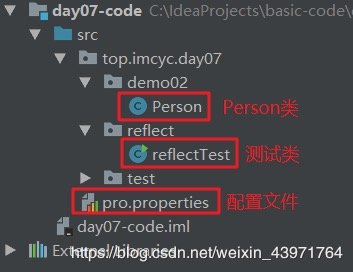 day07-code C:\IdeaProjects\basic-code\
src
top.imcyc.day07
demo02
Person Person类
reflect
reflectTest 测试类
test
pro.properties 配置文件
day07-code.iml
External Libraries
https://blog.csdn.net/weixin_43971764